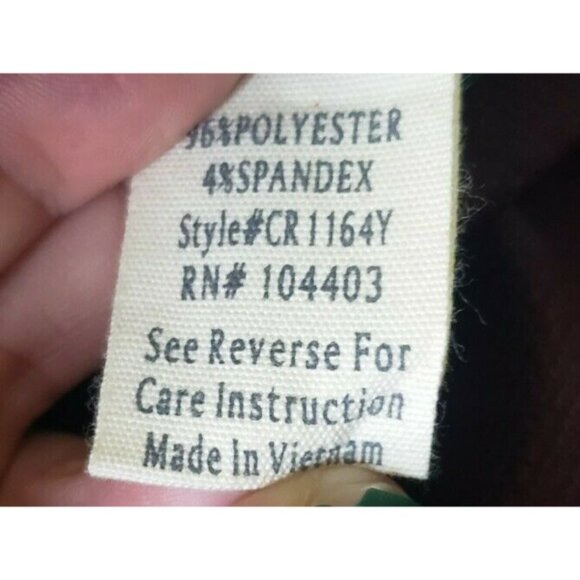 96%POLYESTER
4%SPANDEX
Style#CR1164Y
RN# 104403
See Reverse For
Care Instruction
Made In Vietnam